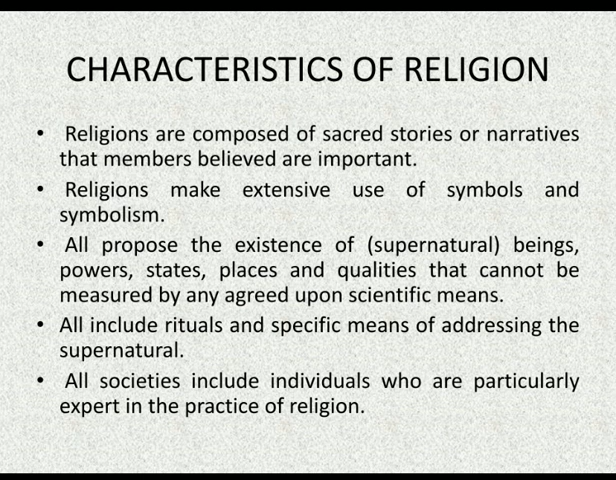 CHARACTERISTICS OF RELIGION
• Religions are composed of sacred stories or narratives
that members believed are important.
• Religions make extensive use of symbols and
symbolism.
• All propose the existence of (supernatural) beings,
powers, states, places and qualities that cannot be
measured by any agreed upon scientific means.
• All include rituals and specific means of addressing the
supernatural.
• All societies include individuals who are particularly
expert in the practice of religion.